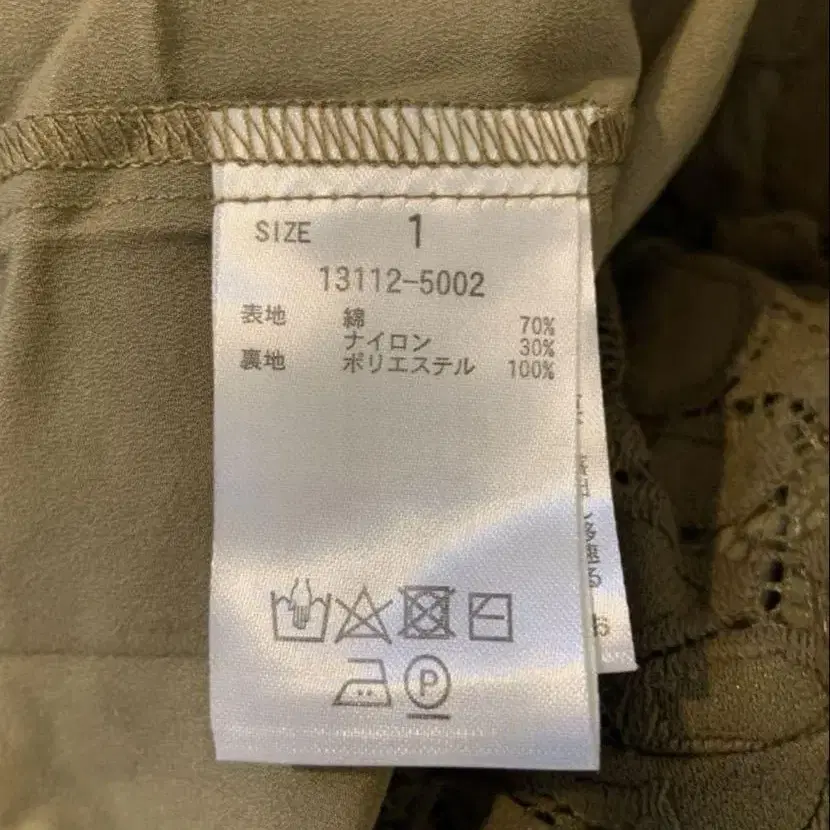 SIZE 1
13112-5002
表地 綿 70%
ナイロン 30%
裏地 ポリエステル 100%
P